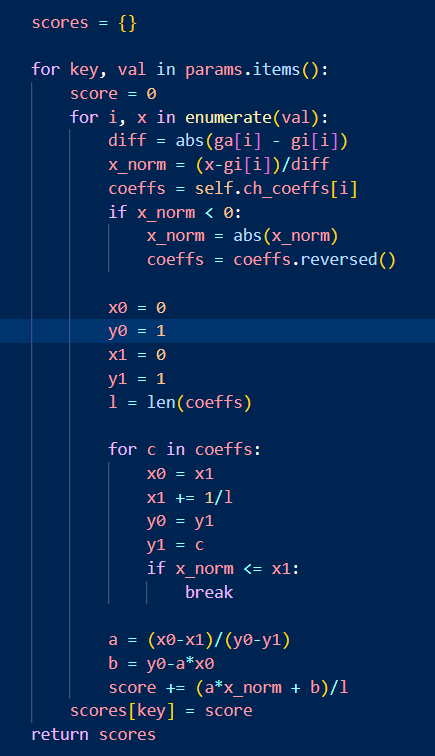 scores = {}
for key, val in params.items():
score = 0
for i, x in enumerate(val):
diff = abs(ga[i] - gi[i])
x_norm = (x-gi[i])/diff
coeffs = self.ch_coeffs[i]
if x_norm < 0:
x_norm = abs(x_norm)
coeffs = coeffs.reversed()
x0 = 0
y0 = 1
x1 = 0
y1 = 1
l = len(coeffs)
for c in coeffs:
x0 = x1
x1 += 1/l
y0 = y1
y1 = c
if x_norm <= x1:
break
a = (x0-x1)/(y0-y1)
b = y0-a*x0
score += (a*x_norm + b)/l
scores[key] = score
return scores